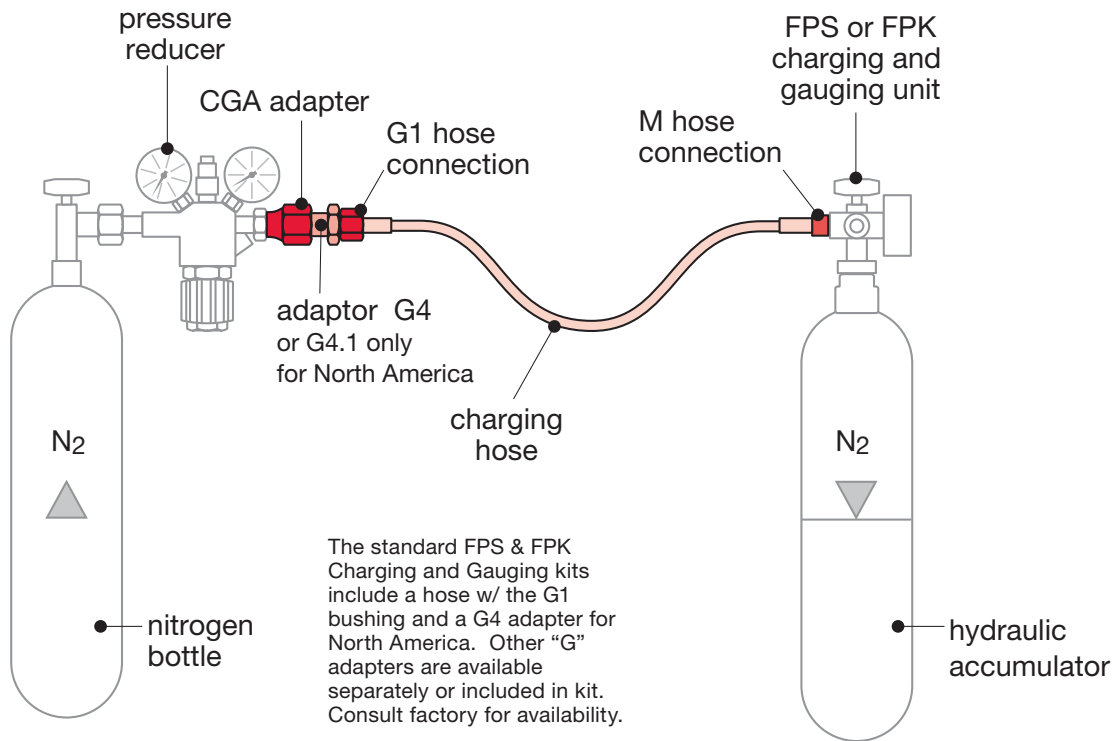 pressure
reducer
CGA adapter
G1 hose
connection
M hose
connection
FPS or FPK
charging and
gauging unit
adaptor  G4
or G4.1 only
for North America
charging
hose
N2
N2
The standard FPS & FPK
Charging and Gauging kits
include a hose w/ the G1
bushing and a G4 adapter for
North America.  Other “G”
adapters are available
separately or included in kit.
Consult factory for availability.
nitrogen
bottle
hydraulic
accumulator